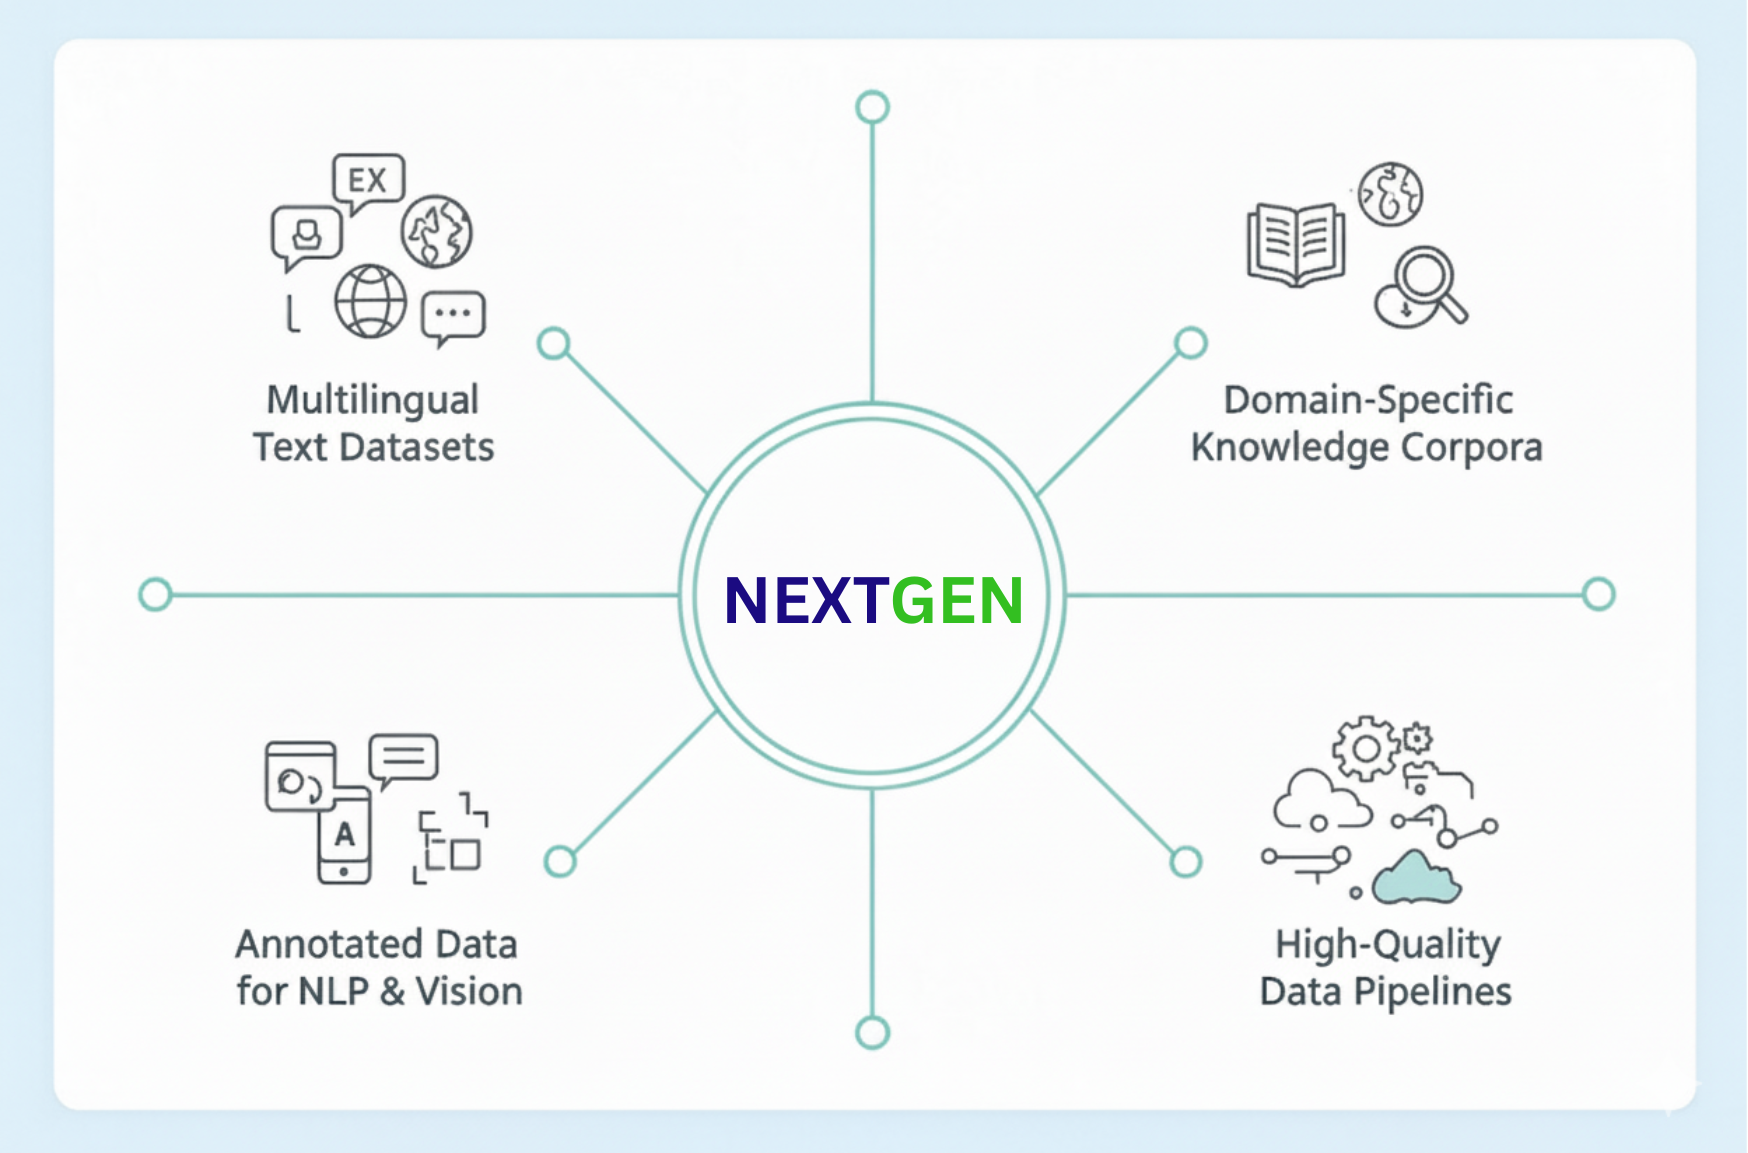 EX
Multilingual
Text Datasets
Domain-Specific
Knowledge Corpora
NEXTGEN
A
Annotated Data
for NLP & Vision
High-Quality
Data Pipelines